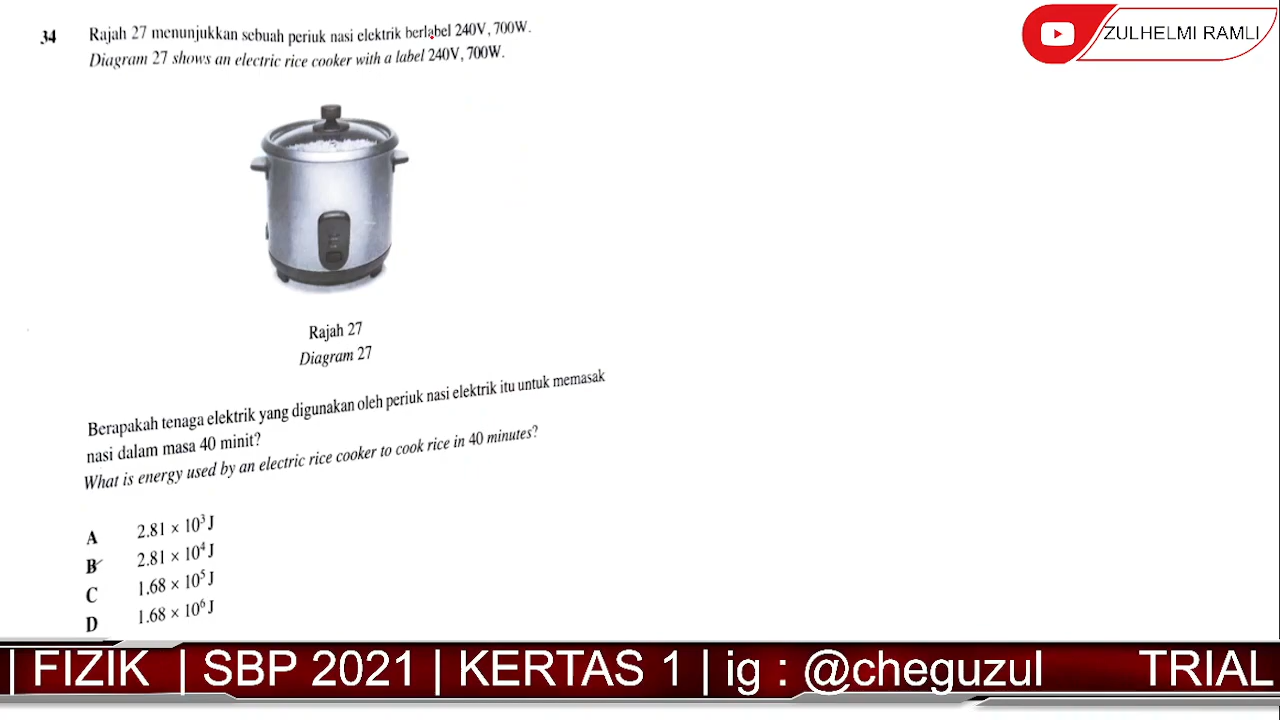 ZULHELMI RAMLI
34 Rajah 27 menunjukkan sebuah periuk nasi elektrik berlabel 240V, 700W.
Diagram 27 shows an electric rice cooker with a label 240V, 700W.
Rajah 27
Diagram 27
Berapakah tenaga elektrik yang digunakan oleh periuk nasi elektrik itu untuk memasak
nasi dalam masa 40 minit?
What is energy used by an electric rice cooker to cook rice in 40 minutes?
A 2.81 × 10³ J
B 2.81 × 10⁴ J
C 1.68 × 10⁵ J
D 1.68 × 10⁶ J
| FIZIK | SBP 2021 | KERTAS 1 | ig : @cheguzul TRIAL